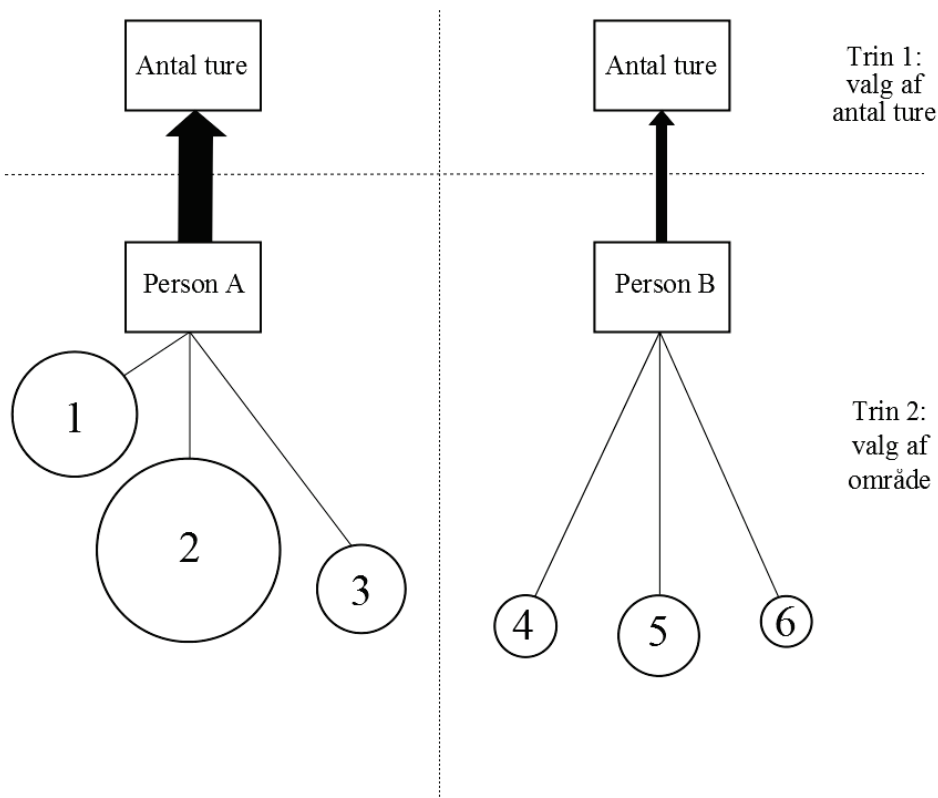 Antal ture
Antal ture
Trin 1:
valg af
antal ture
Person A
Person B
1
2
3
4
5
6
Trin 2:
valg af
område